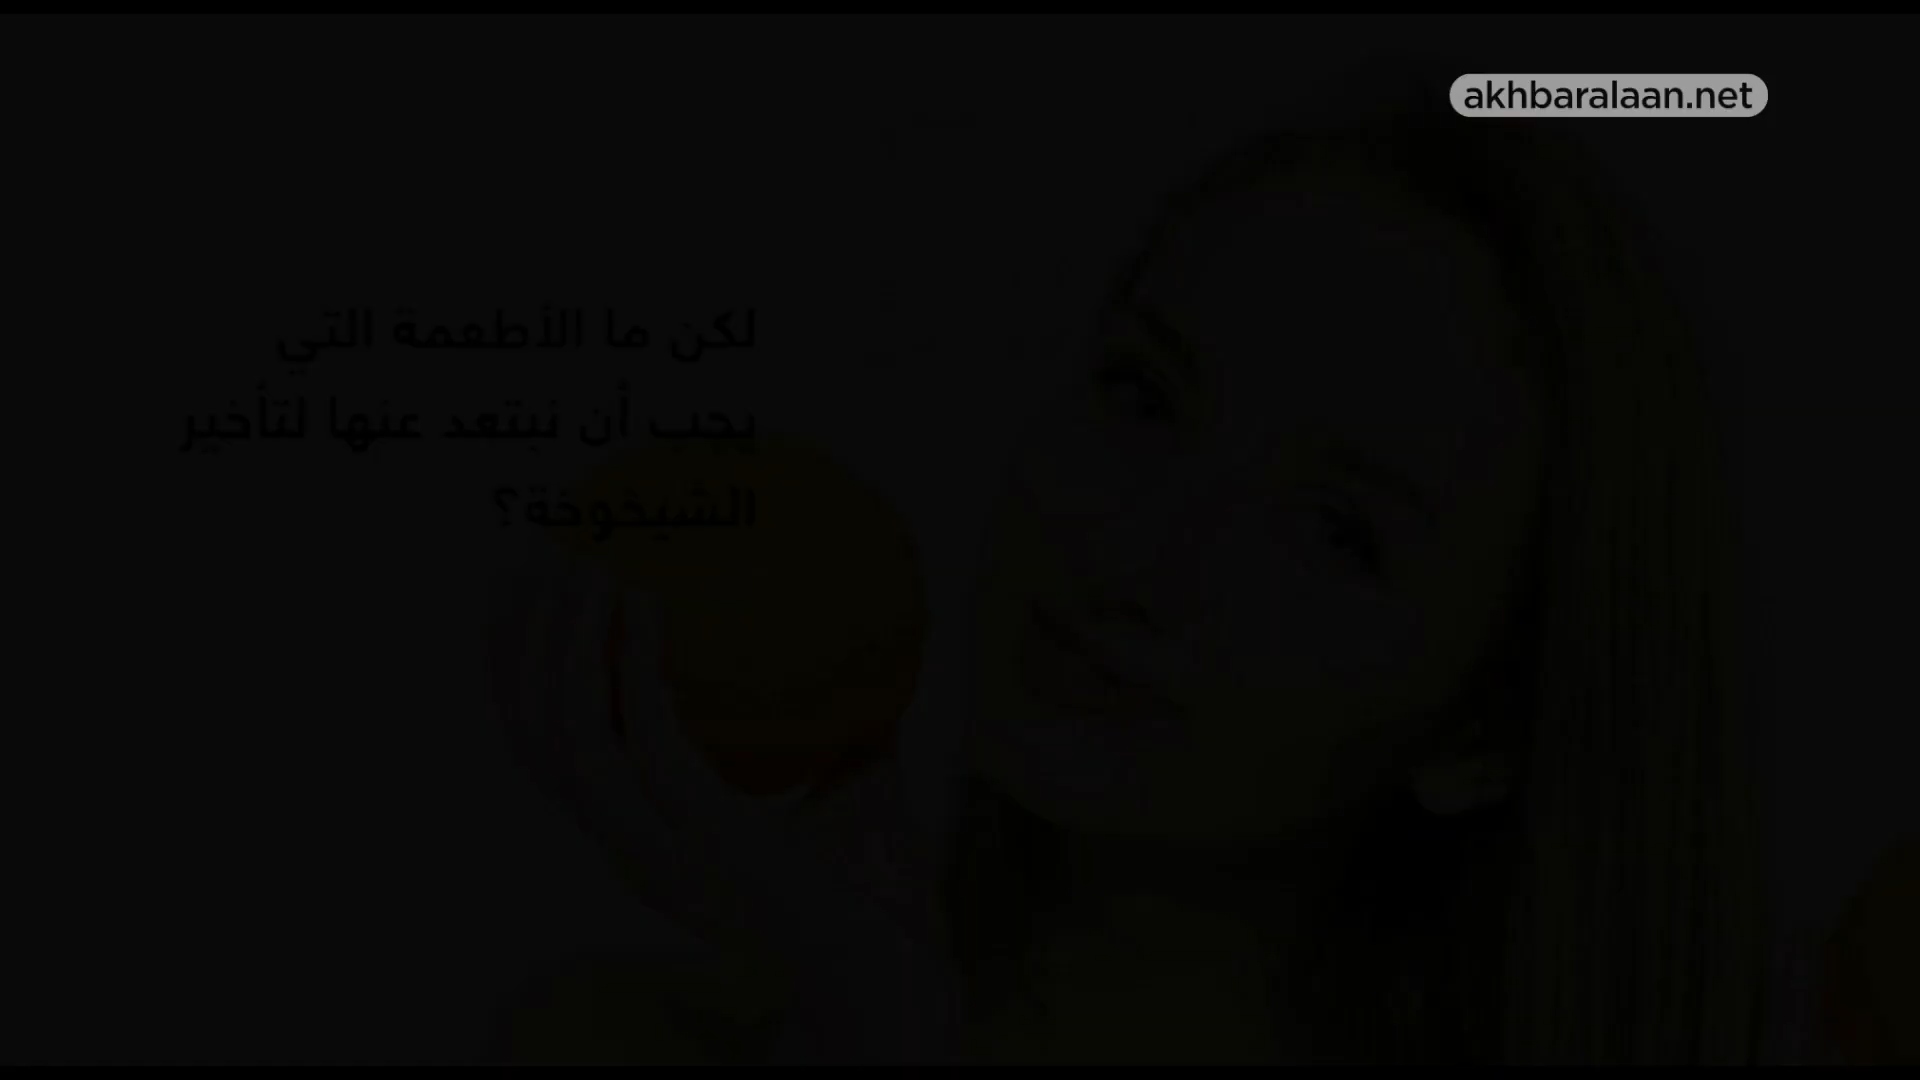 akhbaralaan.net
لكن ما الأطعمة التي
يجب أن نبتعد عنها لتأخير
الشيخوخة؟